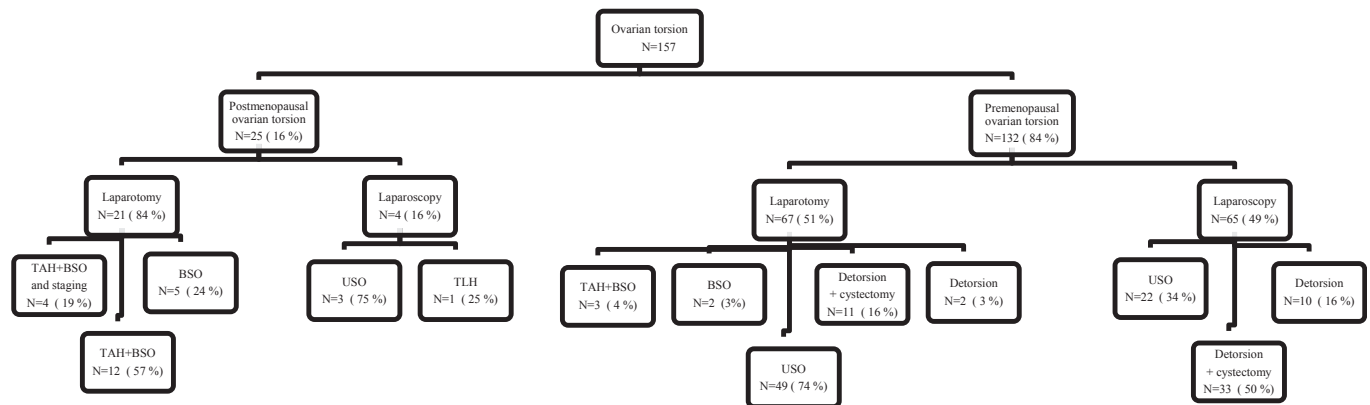 Ovarian torsion
N=157
Postmenopausal
ovarian torsion
N=25 ( 16 %)
Premenopausal
ovarian torsion
N=132 ( 84 %)
Laparotomy
N=21 ( 84 %)
Laparoscopy
N=4 ( 16 %)
Laparotomy
N=67 ( 51 %)
Laparoscopy
N=65 ( 49 %)
TAH+BSO
and staging
N=4 ( 19 %)
BSO
N=5 ( 24 %)
USO
N=3 ( 75 %)
TLH
N=1 ( 25 %)
TAH+BSO
N=3 ( 4 %)
BSO
N=2 (3%)
Detorsion
+ cystectomy
N=11 ( 16 %)
Detorsion
N=2 ( 3 %)
USO
N=22 ( 34 %)
Detorsion
N=10 ( 16 %)
TAH+BSO
N=12 ( 57 %)
USO
N=49 ( 74 %)
Detorsion
+ cystectomy
N=33 ( 50 %)